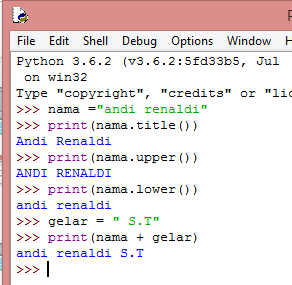 File Edit Shell Debug Options Window
Python 3.6.2 (v3.6.2:5fd33b5, Jul
on win32
Type "copyright", "credits" or
>>> nama ="andi renaldi"
>>> print(nama.title())
Andi Renaldi
>>> print(nama.upper())
ANDI RENALDI
>>> print(nama.lower())
andi renaldi
>>> gelar = " S.T"
>>> print(nama + gelar)
andi renaldi S.T
>>>